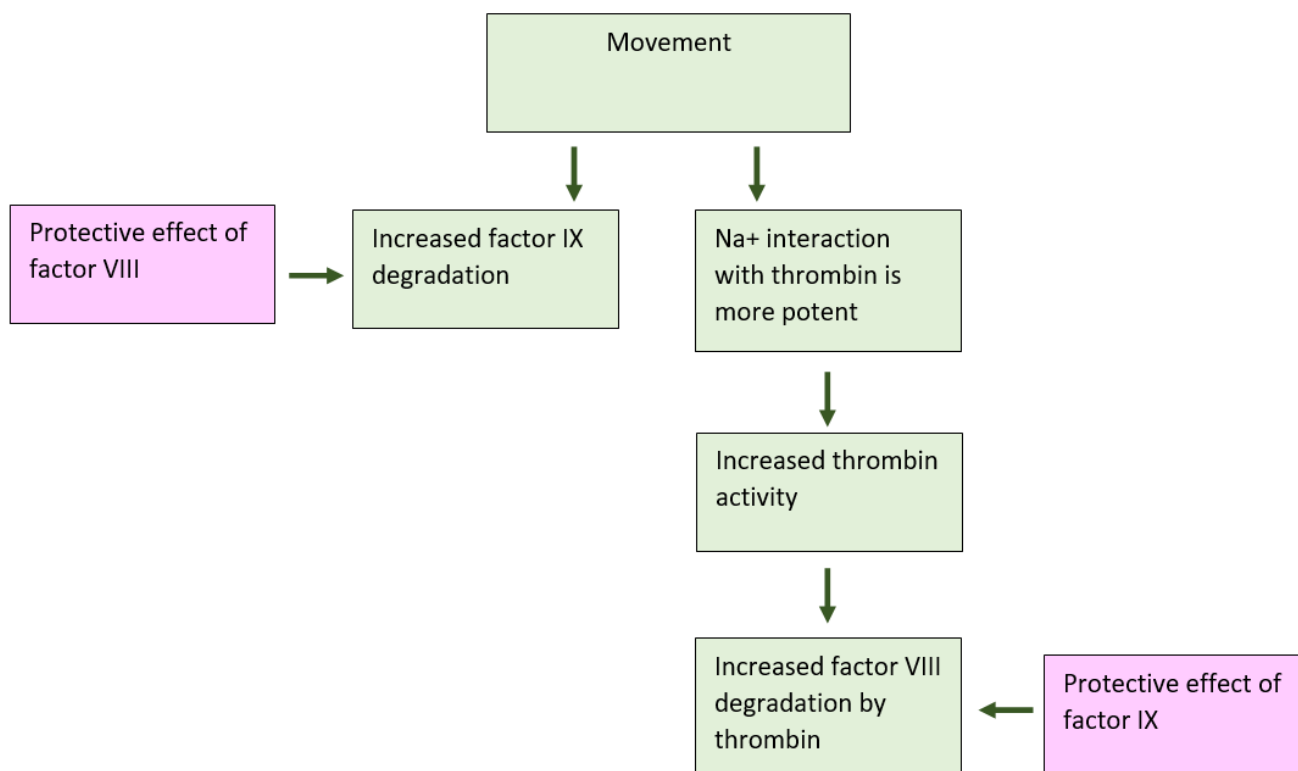 Movement
Protective effect of
factor VIII
Increased factor IX
degradation
Na+ interaction
with thrombin is
more potent
Increased thrombin
activity
Increased factor VIII
degradation by
thrombin
Protective effect of
factor IX